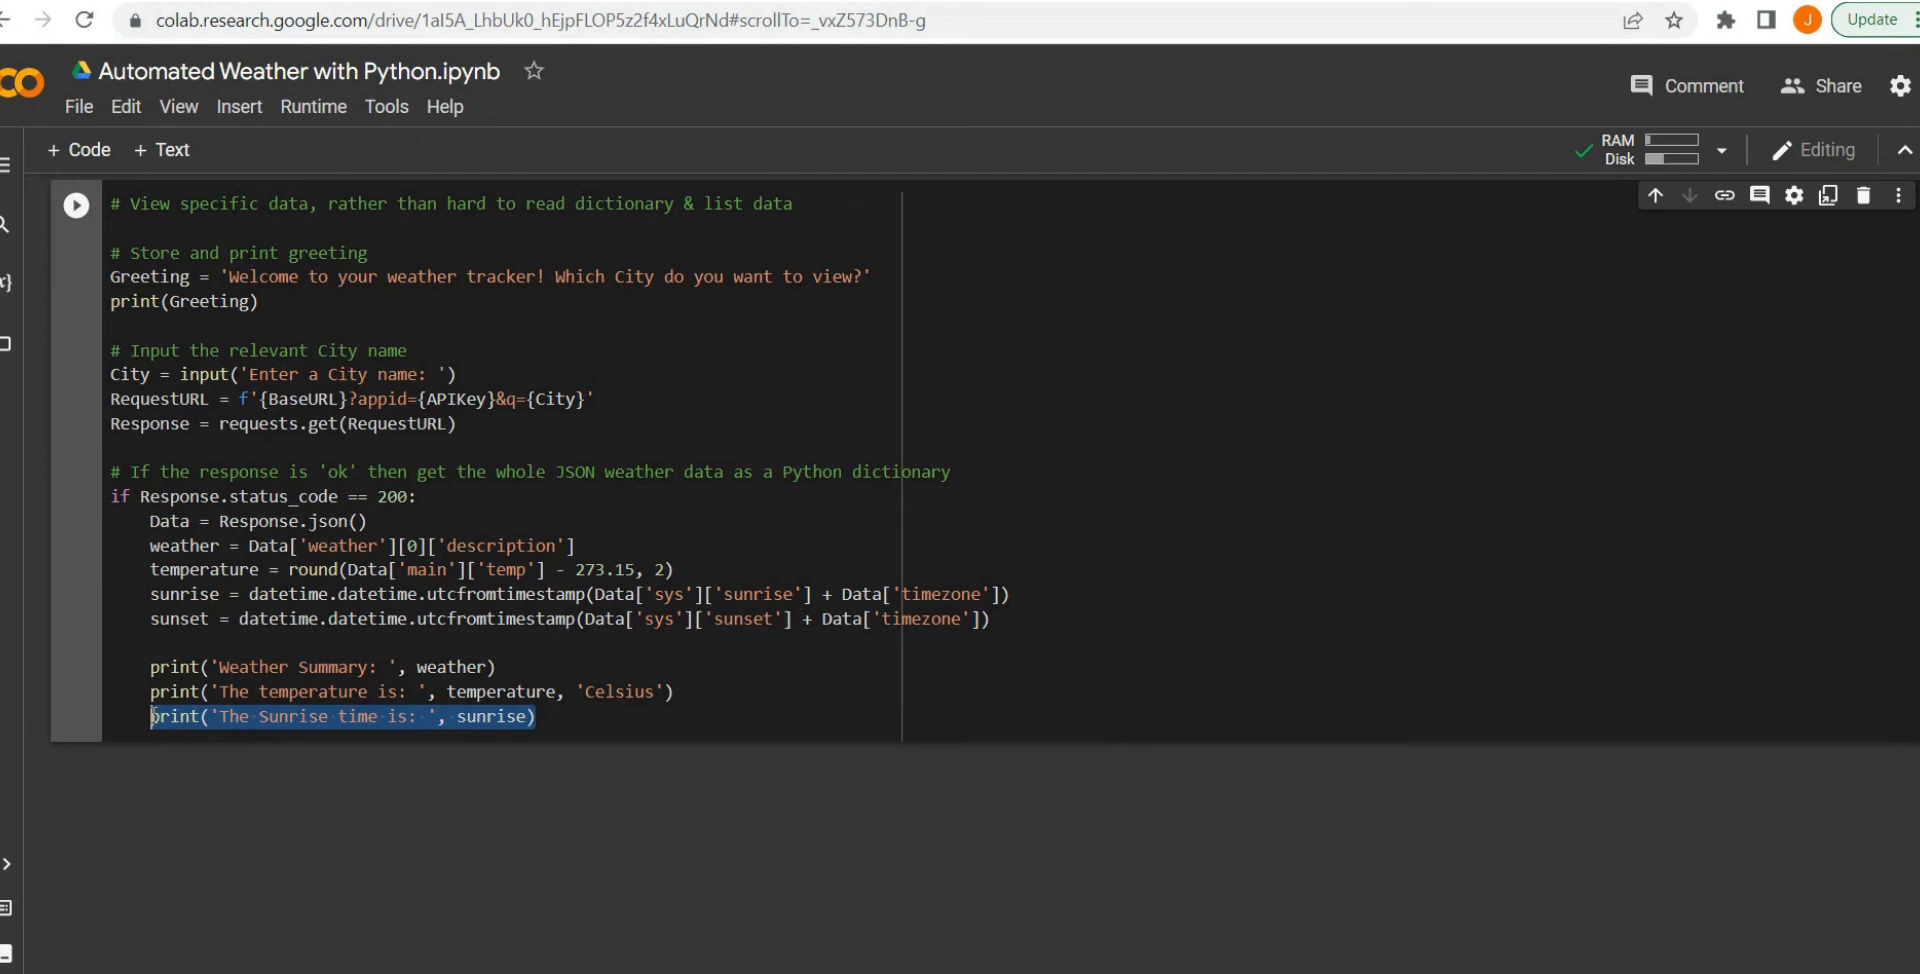 colab.research.google.com/drive/1aI5A_LhbUk0_hEjpFLOP5z2f4xLuQrNd#scrollTo=_vxZ573DnB-g
J
Update
Automated Weather with Python.ipynb
File Edit View Insert Runtime Tools Help
Comment
Share
+ Code + Text
RAM
Disk
Editing
# View specific data, rather than hard to read dictionary & list data
# Store and print greeting
Greeting = 'Welcome to your weather tracker! Which City do you want to view?'
print(Greeting)
# Input the relevant City name
City = input('Enter a City name: ')
RequestURL = f'{BaseURL}?appid={APIKey}&q={City}'
Response = requests.get(RequestURL)
# If the response is 'ok' then get the whole JSON weather data as a Python dictionary
if Response.status_code == 200:
Data = Response.json()
weather = Data['weather'][0]['description']
temperature = round(Data['main']['temp'] - 273.15, 2)
sunrise = datetime.datetime.utcfromtimestamp(Data['sys']['sunrise'] + Data['timezone'])
sunset = datetime.datetime.utcfromtimestamp(Data['sys']['sunset'] + Data['timezone'])
print('Weather Summary: ', weather)
print('The temperature is: ', temperature, 'Celsius')
print('The Sunrise time is: ', sunrise)